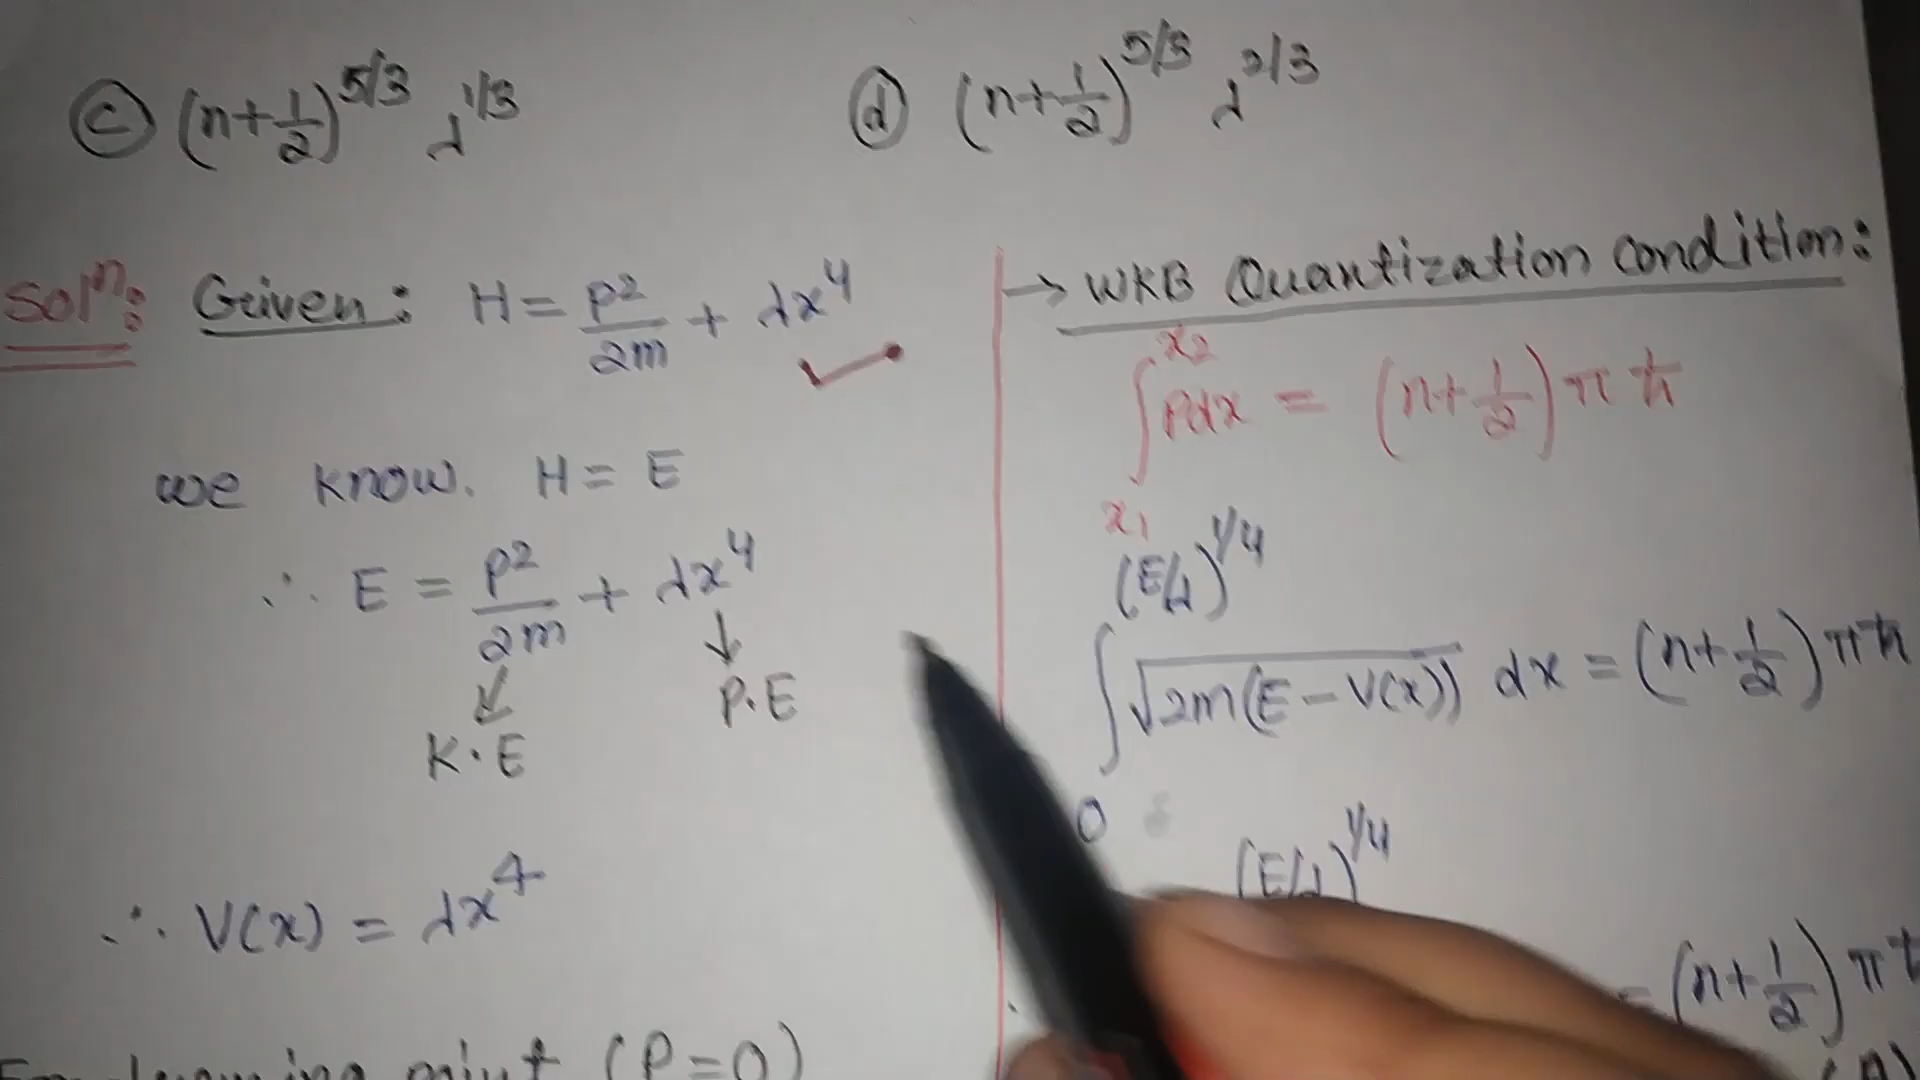 (c) (n+1/2)^5/3 λ^1/3
(d) (n+1/2)^5/3 λ^2/3
Solⁿ: Given: H = P²/2m + λx⁴
we know. H = E
∴ E = P²/2m + λx⁴
K.E
P.E
∴ V(x) = λx⁴
(P=0)
→ WKB Quantization condition:
∫_x₁^x₂ Pdx = (n+1/2)πħ
∫_0^(E/λ)^1/4 √2m(E-V(x)) dx = (n+1/2)πħ
(E/λ)^1/4
= (n+1/2)πħ